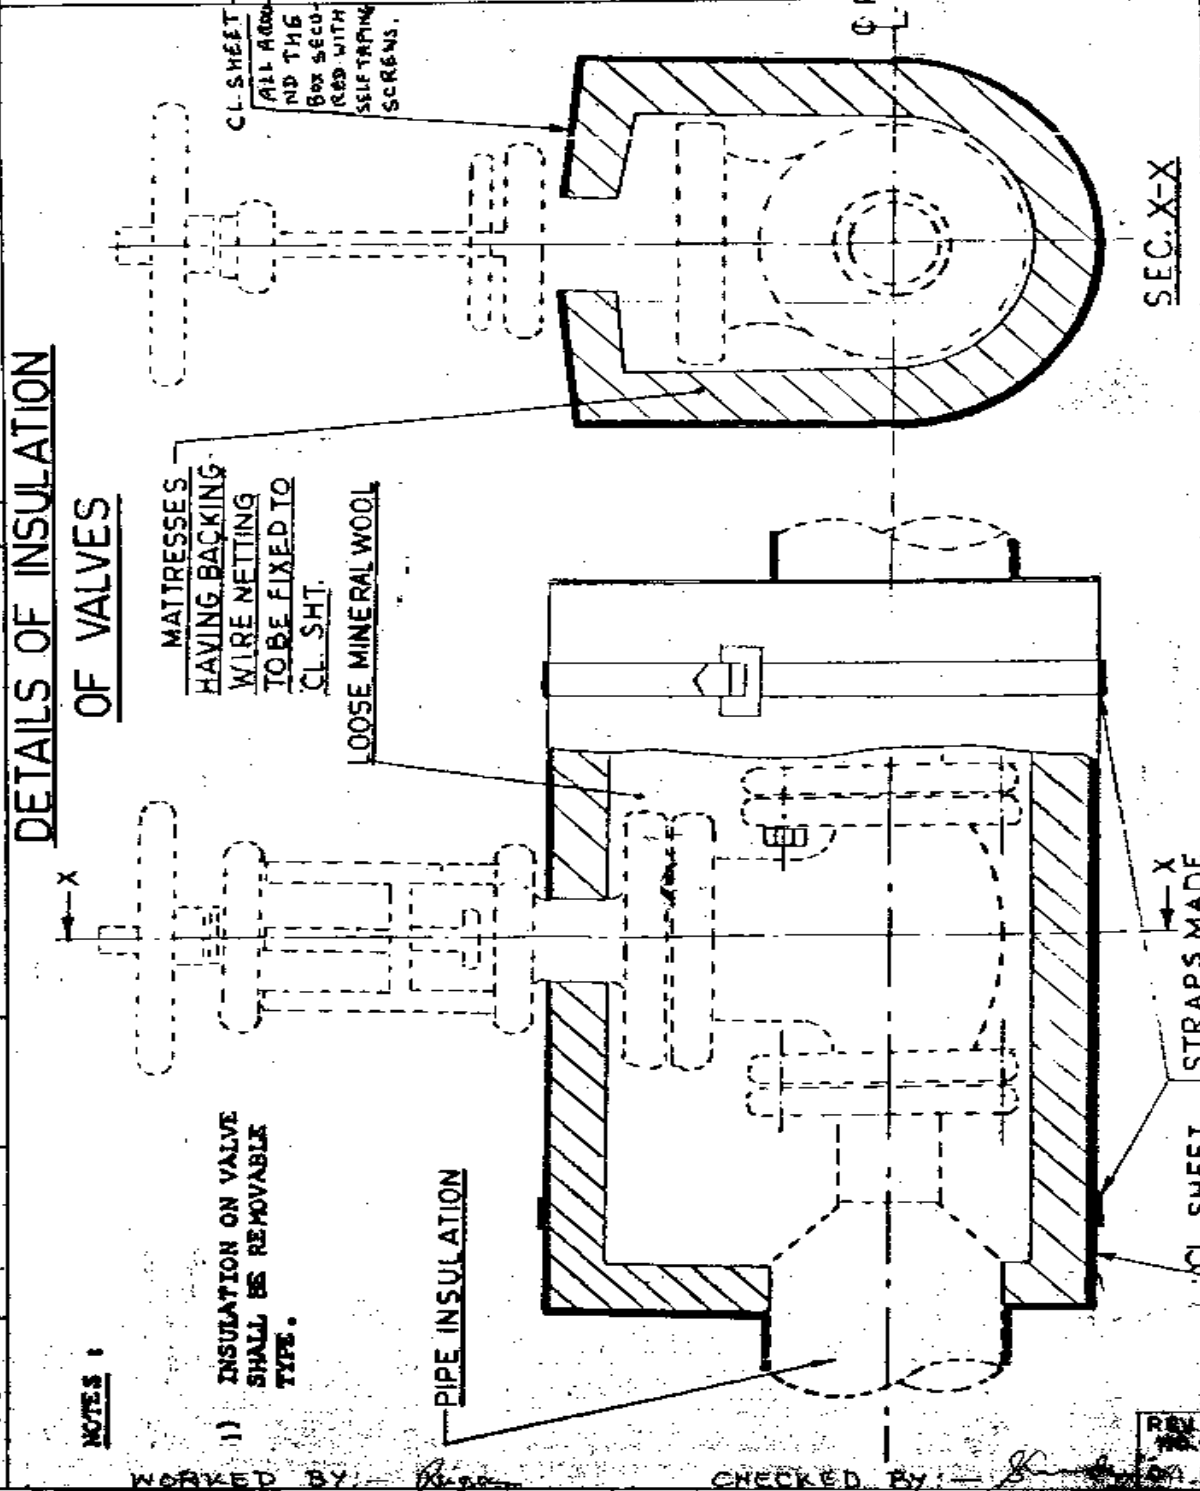 DETAILS OF INSULATION
OF VALVES
CL. SHEET
ALL AROU
ND THE
BOX SECU-
RED WITH
SELF TAPING
SCREWS.
MATTRESSES
HAVING BACKING
WIRE NETTING
TO BE FIXED TO
CL. SHT.
LOOSE MINERAL WOOL
SEC. X-X
X
X
NOTES :
1) INSULATION ON VALVE
SHALL BE REMOVABLE
TYPE.
PIPE INSULATION
CL. SHEET
STRAPS MADE
WORKED BY:-
CHECKED BY:-
REV.